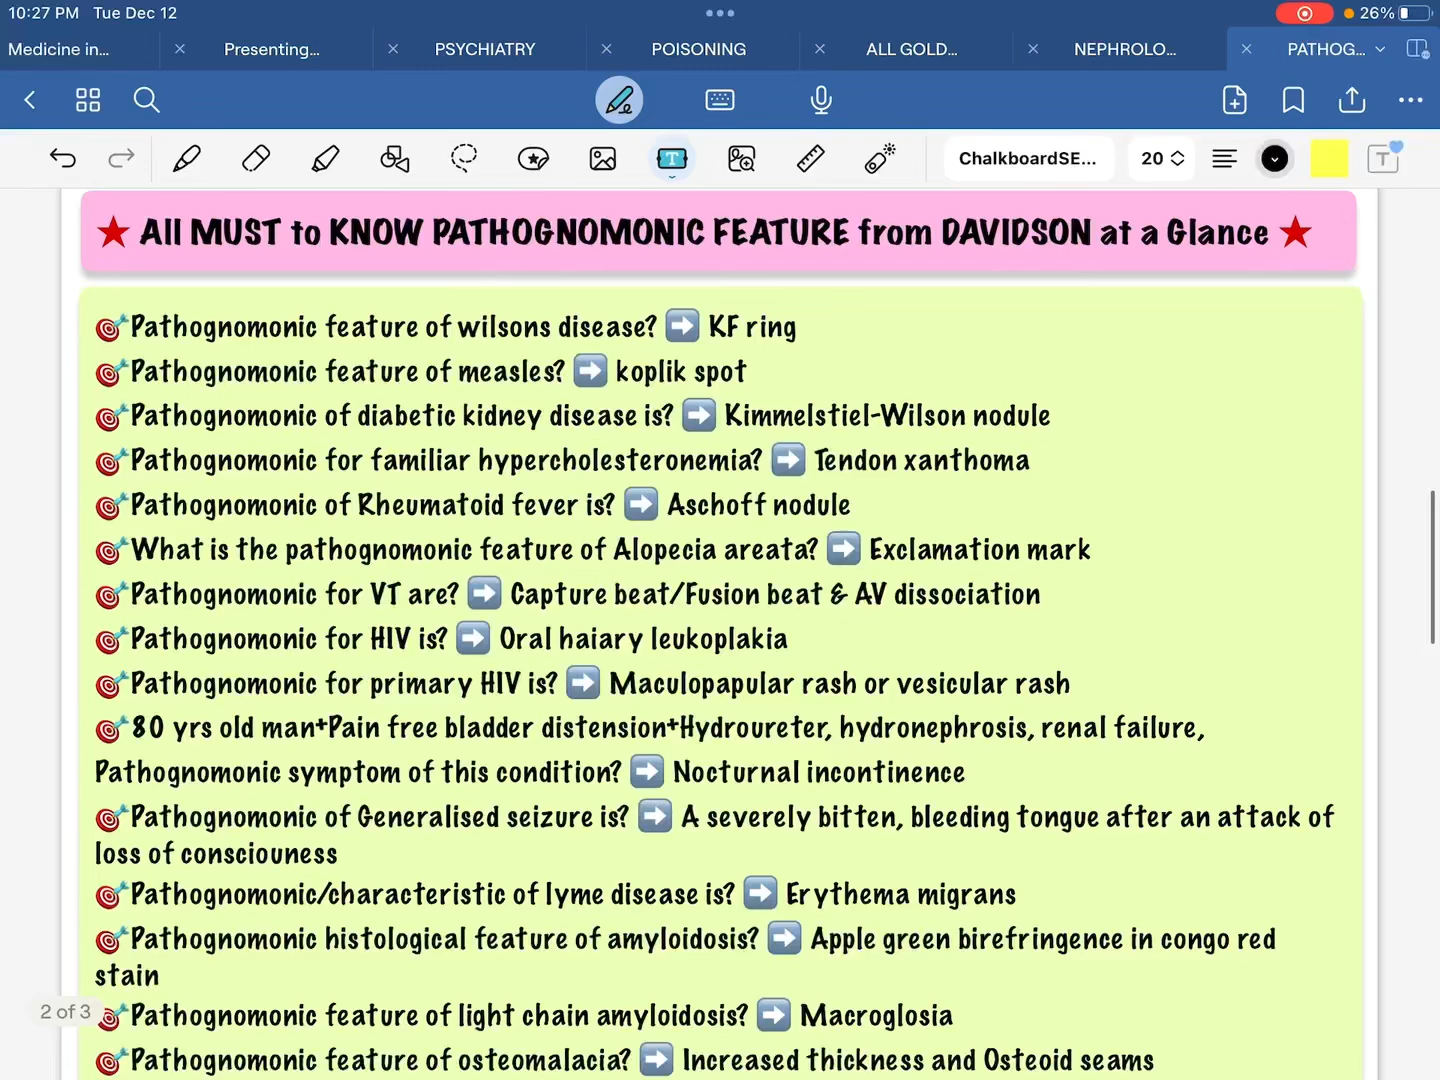 10:27 PM Tue Dec 12
26%
Medicine in...
Presenting...
PSYCHIATRY
POISONING
ALL GOLD...
NEPHROLO...
PATHOG...
ChalkboardSE...
20
All MUST to KNOW PATHOGNOMONIC FEATURE from DAVIDSON at a Glance
Pathognomonic feature of wilsons disease? ➡️ KF ring
Pathognomonic feature of measles? ➡️ koplik spot
Pathognomonic of diabetic kidney disease is? ➡️ Kimmelstiel-Wilson nodule
Pathognomonic for familiar hypercholesteronemia? ➡️ Tendon xanthoma
Pathognomonic of Rheumatoid fever is? ➡️ Aschoff nodule
What is the pathognomonic feature of Alopecia areata? ➡️ Exclamation mark
Pathognomonic for VT are? ➡️ Capture beat/Fusion beat & AV dissociation
Pathognomonic for HIV is? ➡️ Oral haiary leukoplakia
Pathognomonic for primary HIV is? ➡️ Maculopapular rash or vesicular rash
80 yrs old man+Pain free bladder distension+Hydroureter, hydronephrosis, renal failure,
Pathognomonic symptom of this condition? ➡️ Nocturnal incontinence
Pathognomonic of Generalised seizure is? ➡️ A severely bitten, bleeding tongue after an attack of
loss of consciouness
Pathognomonic/characteristic of lyme disease is? ➡️ Erythema migrans
Pathognomonic histological feature of amyloidosis? ➡️ Apple green birefringence in congo red
stain
2 of 3
Pathognomonic feature of light chain amyloidosis? ➡️ Macroglosia
Pathognomonic feature of osteomalacia? ➡️ Increased thickness and Osteoid seams